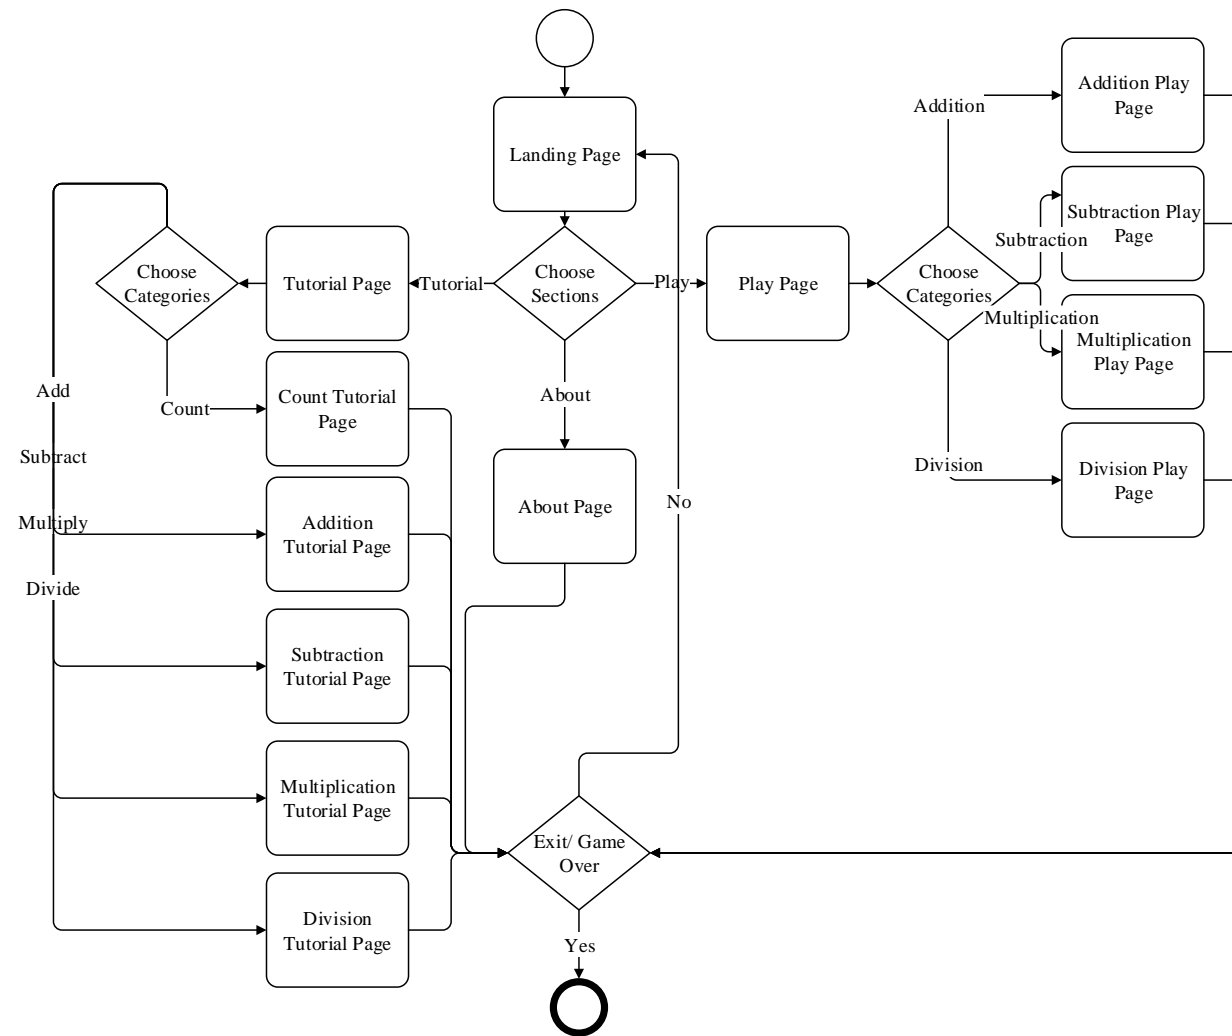 Addition Play
Page
Addition
Landing Page
Subtraction Play
Page
Subtraction
Choose
Categories
Tutorial Page
Tutorial
Choose
Sections
Play
Play Page
Choose
Categories
Multiplication
Multiplication
Play Page
Add
Count
Count Tutorial
Page
About
Subtract
Division
Division Play
Page
About Page
No
Multiply
Addition
Tutorial Page
Divide
Subtraction
Tutorial Page
Multiplication
Tutorial Page
Exit/ Game
Over
Division
Tutorial Page
Yes